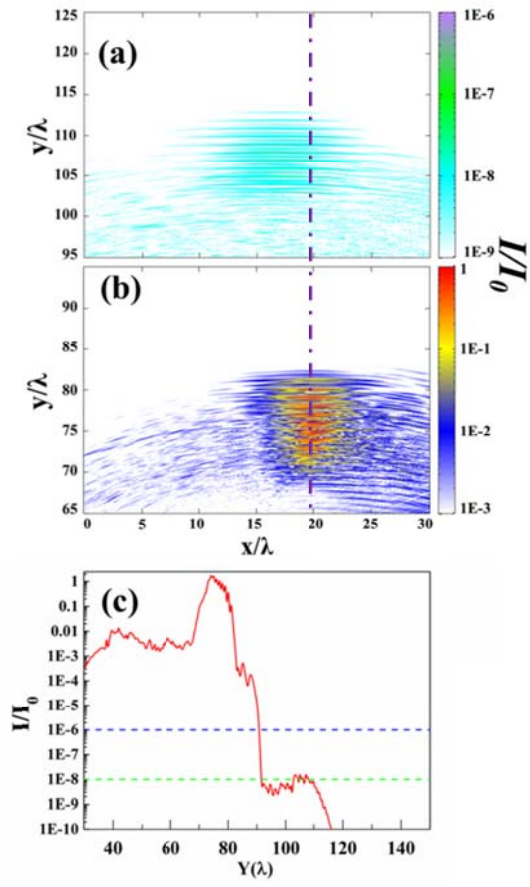 125
120
115
110
105
100
95
y/λ
(a)
1E-6
1E-7
1E-8
1E-9
I/I0
90
85
80
75
70
65
y/λ
(b)
1
1E-1
1E-2
1E-3
0 5 10 15 20 25 30
x/λ
1
0.1
0.01
1E-3
1E-4
1E-5
1E-6
1E-7
1E-8
1E-9
1E-10
I/I0
(c)
40 60 80 100 120 140
Y(λ)